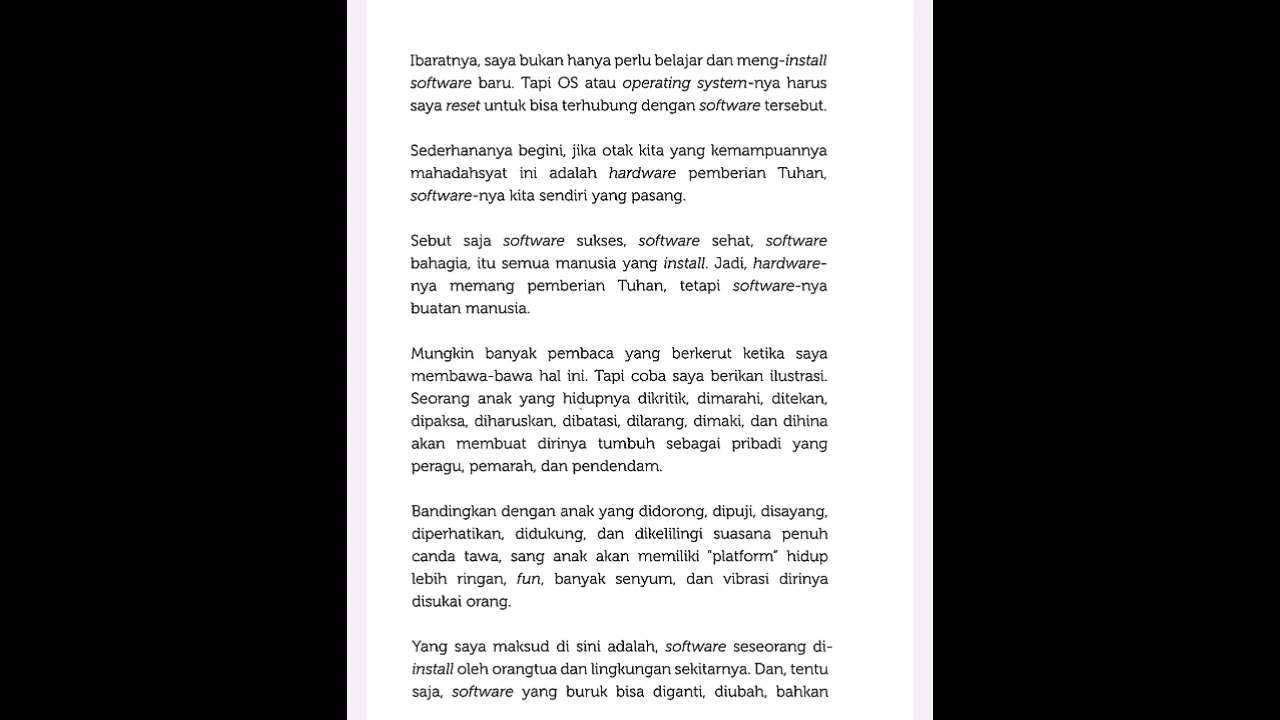 Ibaratnya, saya bukan hanya perlu belajar dan meng-install
software baru. Tapi OS atau operating system-nya harus
saya reset untuk bisa terhubung dengan software tersebut.
Sederhananya begini, jika otak kita yang kemampuannya
mahadahsyat ini adalah hardware pemberian Tuhan,
software-nya kita sendiri yang pasang.
Sebut saja software sukses, software sehat, software
bahagia, itu semua manusia yang install. Jadi, hardware-
nya memang pemberian Tuhan, tetapi software-nya
buatan manusia.
Mungkin banyak pembaca yang berkerut ketika saya
membawa-bawa hal ini. Tapi coba saya berikan ilustrasi.
Seorang anak yang hidupnya dikritik, dimarahi, ditekan,
dipaksa, diharuskan, dibatasi, dilarang, dimaki, dan dihina
akan membuat dirinya tumbuh sebagai pribadi yang
peragu, pemarah, dan pendendam.
Bandingkan dengan anak yang didorong, dipuji, disayang,
diperhatikan, didukung, dan dikelilingi suasana penuh
canda tawa, sang anak akan memiliki “platform” hidup
lebih ringan, fun, banyak senyum, dan vibrasi dirinya
disukai orang.
Yang saya maksud di sini adalah, software seseorang di-
install oleh orangtua dan lingkungan sekitarnya. Dan, tentu
saja, software yang buruk bisa diganti, diubah, bahkan